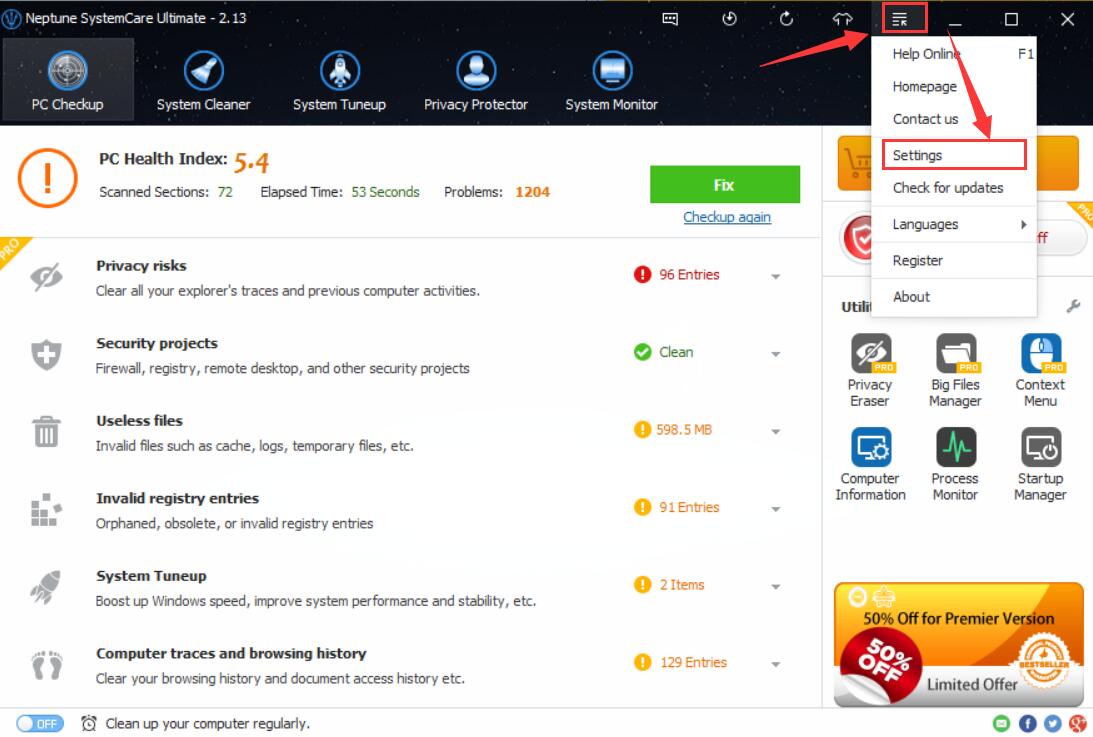 Neptune SystemCare Ultimate - 2.13
PC Checkup
System Cleaner
System Tuneup
Privacy Protector
System Monitor
Help Online F1
Homepage
Contact us
Settings
Check for updates
Languages
Register
About
PC Health Index: 5.4
Scanned Sections: 72 Elapsed Time: 53 Seconds Problems: 1204
Fix
Checkup again
PRO
Privacy risks
Clear all your explorer's traces and previous computer activities.
96 Entries
Security projects
Firewall, registry, remote desktop, and other security projects
Clean
Useless files
Invalid files such as cache, logs, temporary files, etc.
598.5 MB
Invalid registry entries
Orphaned, obsolete, or invalid registry entries
91 Entries
System Tuneup
Boost up Windows speed, improve system performance and stability, etc.
2 Items
Computer traces and browsing history
Clear your browsing history and document access history etc.
129 Entries
PRO
ff
Utili
PRO
Privacy
Eraser
PRO
Big Files
Manager
PRO
Context
Menu
Computer
Information
Process
Monitor
Startup
Manager
50% Off for Premier Version
50%
OFF
BESTSELLER
Limited Offer
OFF
Clean up your computer regularly.